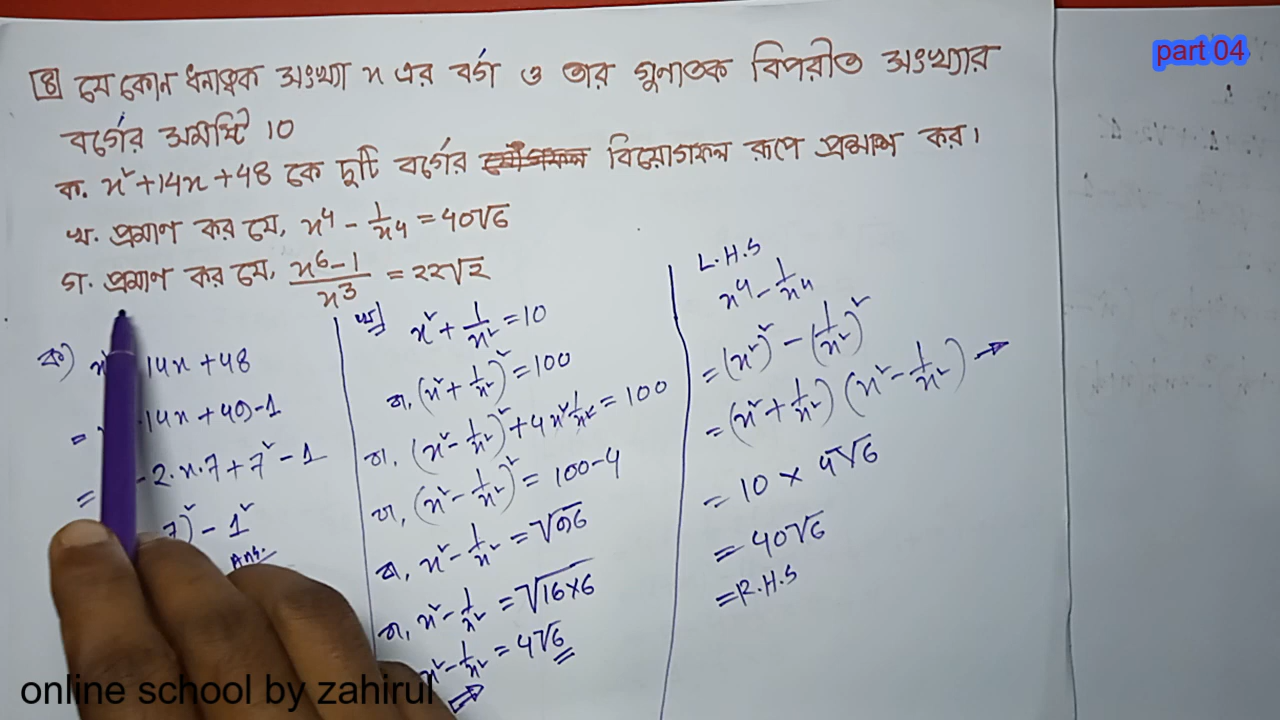 part 04
৪ যে কোন ধনাত্বক সংখ্যা x এর বর্গ ও তার গুনাতক বিপরীত সংখ্যার
বর্গের সমষ্টি 10
ক. x² + 14x + 48 কে দুটি বর্গের বিয়োগফল রূপে প্রকাশ কর।
খ. প্রমাণ কর যে, x⁴ - 1/x⁴ = 40√6
গ. প্রমাণ কর যে, (x⁶ - 1)/x³ = 22√2
ক) 14x + 48
= 14x + 49 - 1
= 2.x.7 + 7² - 1
7)² - 1²
Ans.
খ) x² + 1/x² = 10
বা, (x² + 1/x²)² = 100
বা, (x² - 1/x²)² + 4x² 1/x² = 100
বা, (x² - 1/x²)² = 100 - 4
বা, x² - 1/x² = √96
বা, x² - 1/x² = √16×6
x² - 1/x² = 4√6
⇒
L.H.S
x⁴ - 1/x⁴
= (x²)² - (1/x²)²
= (x² + 1/x²) (x² - 1/x²) →
= 10 × 4√6
= 40√6
= R.H.S
online school by zahirul